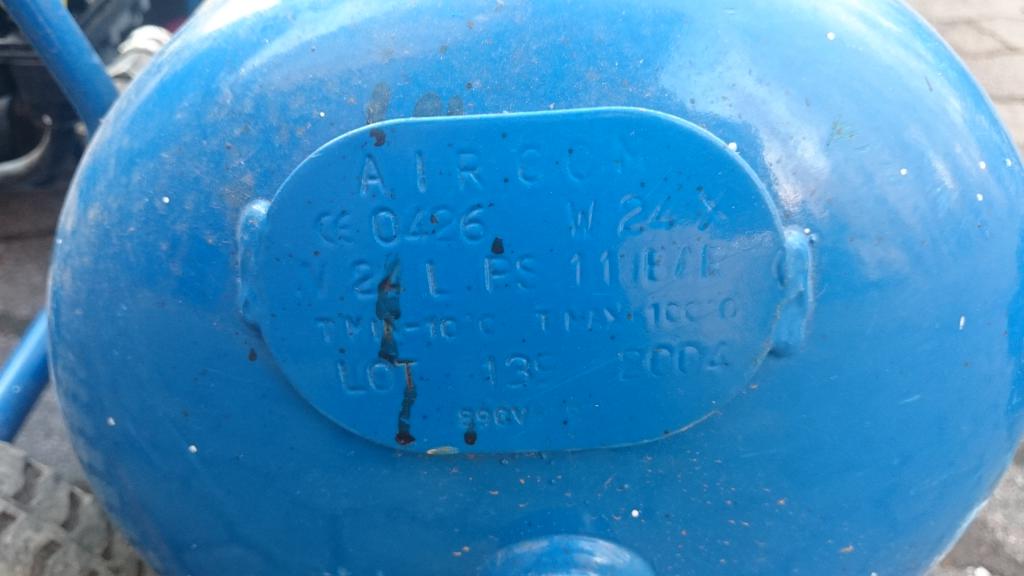 AIRCOM
CE 0426 W 24 X
V 24 L PS 11 BAR
TMIN -10°C TMAX 100°C
LOT 2004